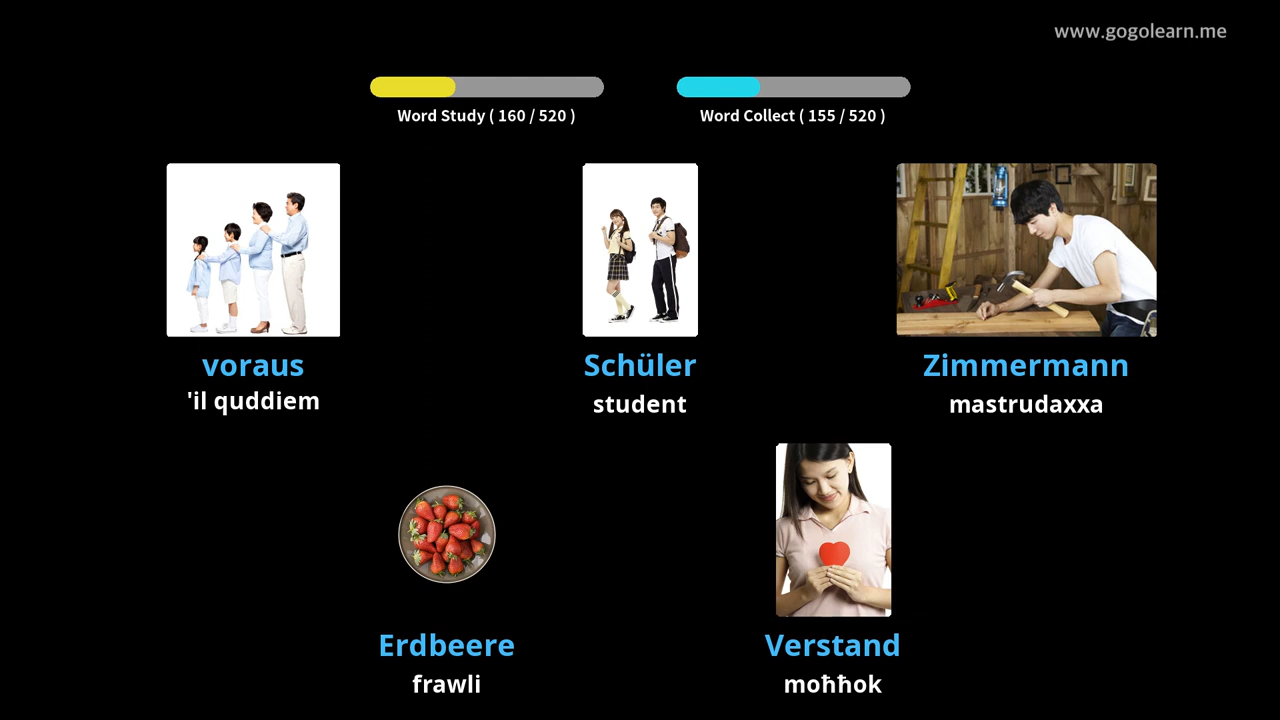 www.gogolearn.me
Word Study ( 160 / 520 )
Word Collect ( 155 / 520 )
voraus
'il quddiem
Schüler
student
Zimmermann
mastrudaxxa
Erdbeere
frawli
Verstand
moħħok